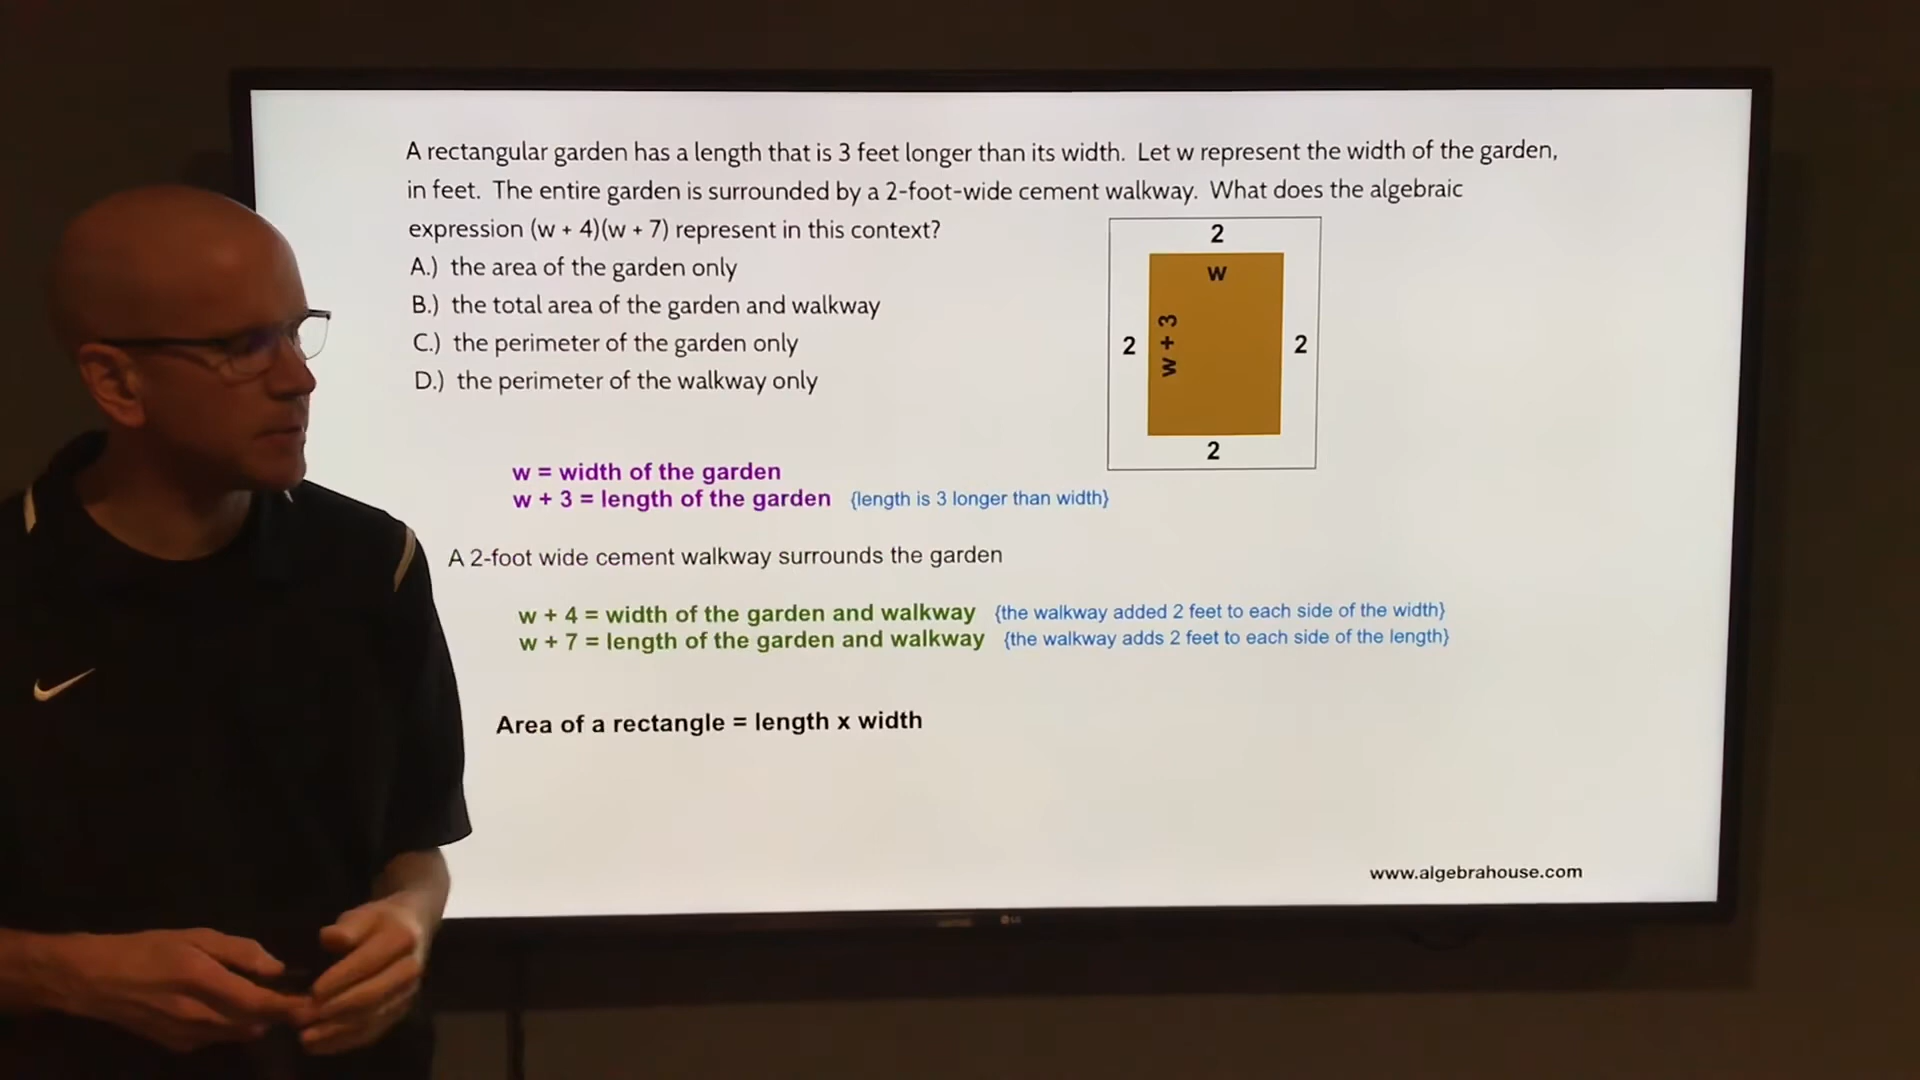 A rectangular garden has a length that is 3 feet longer than its width. Let w represent the width of the garden,
in feet. The entire garden is surrounded by a 2-foot-wide cement walkway. What does the algebraic
expression (w + 4)(w + 7) represent in this context?
A.) the area of the garden only
B.) the total area of the garden and walkway
C.) the perimeter of the garden only
D.) the perimeter of the walkway only
2
w
2
w + 3
2
2
w = width of the garden
w + 3 = length of the garden {length is 3 longer than width}
A 2-foot wide cement walkway surrounds the garden
w + 4 = width of the garden and walkway {the walkway added 2 feet to each side of the width}
w + 7 = length of the garden and walkway {the walkway adds 2 feet to each side of the length}
Area of a rectangle = length x width
www.algebrahouse.com
LG